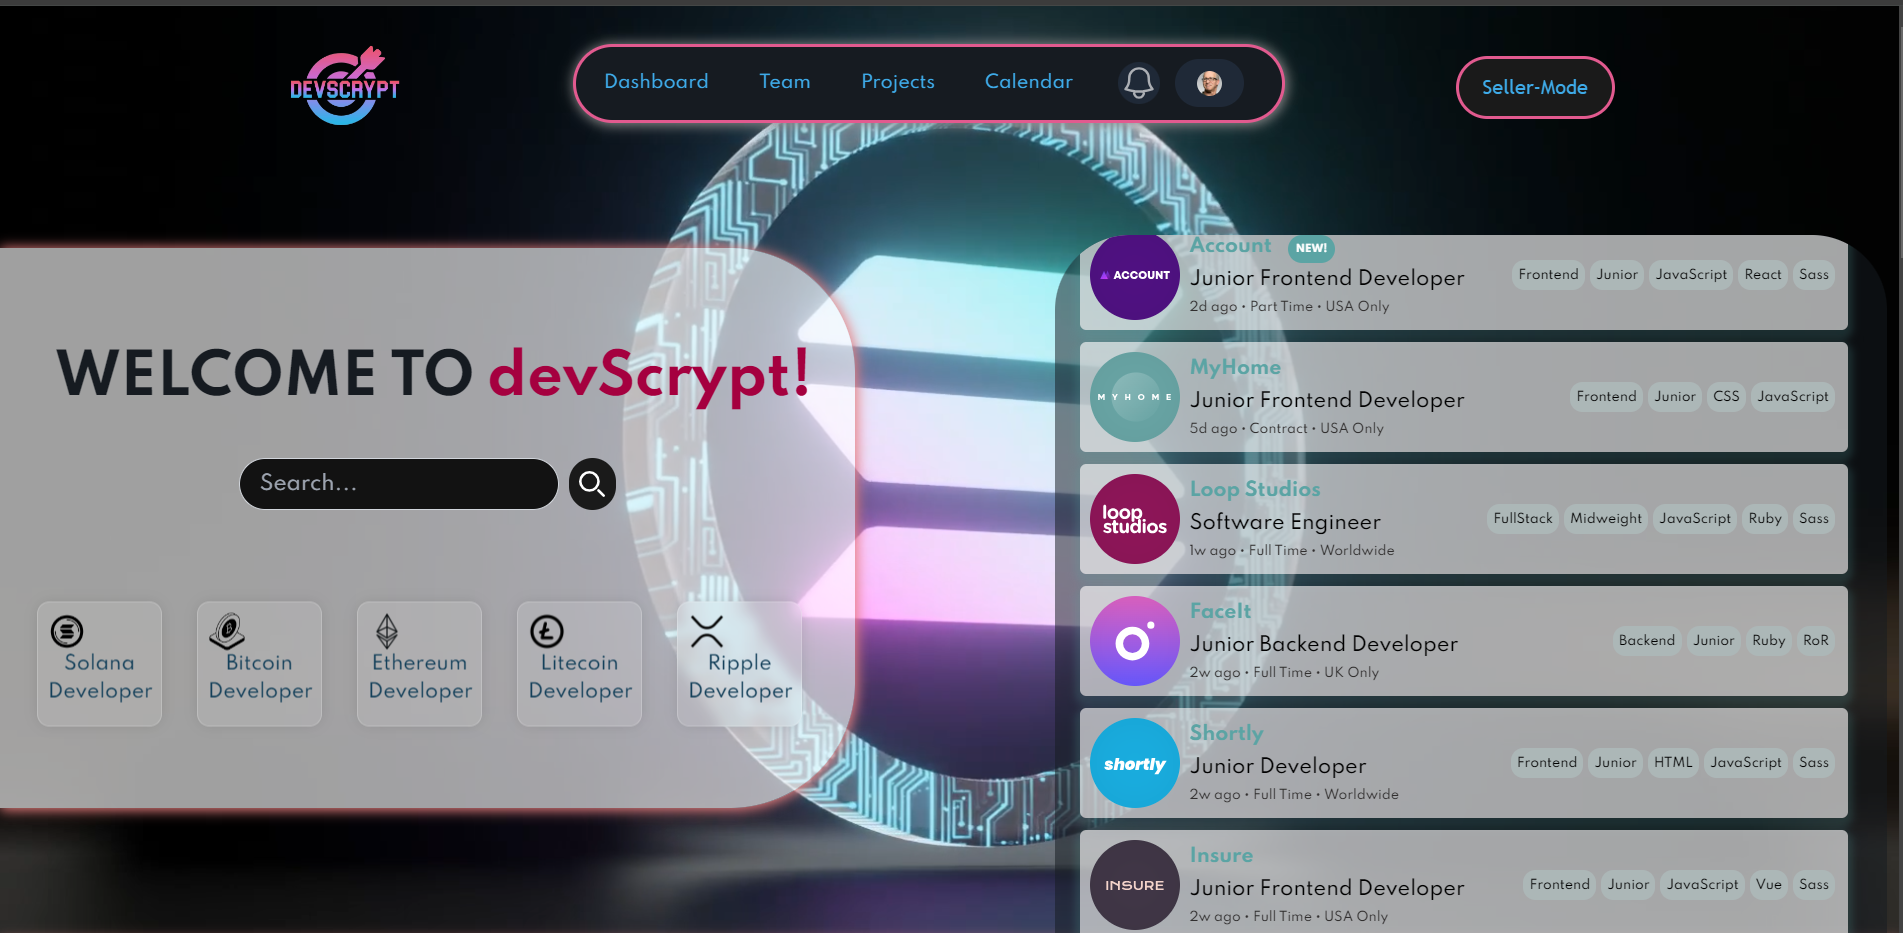 DEVSCRYPT
Dashboard Team Projects Calendar
Seller-Mode
WELCOME TO devScrypt!
Search...
Solana
Developer
Bitcoin
Developer
Ethereum
Developer
Litecoin
Developer
Ripple
Developer
ACCOUNT
Account NEW!
Junior Frontend Developer
2d ago • Part Time • USA Only
Frontend Junior JavaScript React Sass
MYHOME
MyHome
Junior Frontend Developer
5d ago • Contract • USA Only
Frontend Junior CSS JavaScript
loop
studios
Loop Studios
Software Engineer
1w ago • Full Time • Worldwide
FullStack Midweight JavaScript Ruby Sass
FaceIt
Junior Backend Developer
2w ago • Full Time • UK Only
Backend Junior Ruby RoR
shortly
Shortly
Junior Developer
2w ago • Full Time • Worldwide
Frontend Junior HTML JavaScript Sass
INSURE
Insure
Junior Frontend Developer
2w ago • Full Time • USA Only
Frontend Junior JavaScript Vue Sass